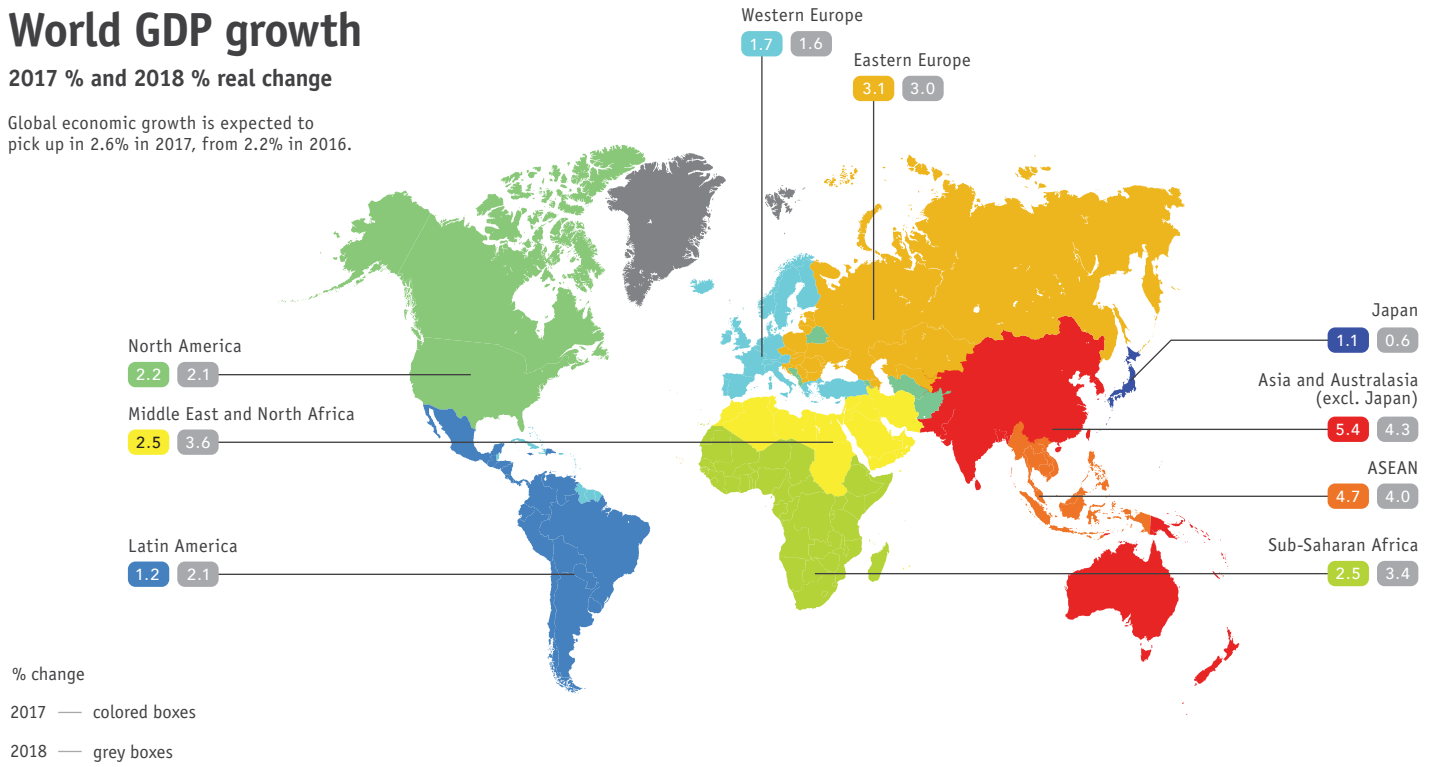 World GDP growth
2017 % and 2018 % real change
Global economic growth is expected to
pick up in 2.6% in 2017, from 2.2% in 2016.
Western Europe
1.7 1.6
Eastern Europe
3.1 3.0
North America
2.2 2.1
Middle East and North Africa
2.5 3.6
Latin America
1.2 2.1
Japan
1.1 0.6
Asia and Australasia
(excl. Japan)
5.4 4.3
ASEAN
4.7 4.0
Sub-Saharan Africa
2.5 3.4
% change
2017 — colored boxes
2018 — grey boxes